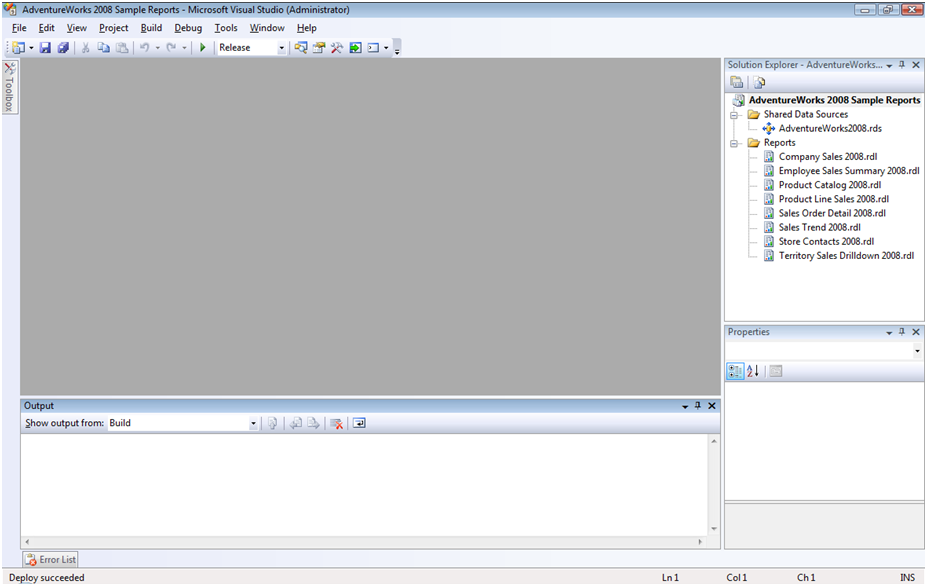 AdventureWorks 2008 Sample Reports - Microsoft Visual Studio (Administrator)
File Edit View Project Build Debug Tools Window Help
Release
Toolbox
Solution Explorer - AdventureWorks...
AdventureWorks 2008 Sample Reports
Shared Data Sources
AdventureWorks2008.rds
Reports
Company Sales 2008.rdl
Employee Sales Summary 2008.rdl
Product Catalog 2008.rdl
Product Line Sales 2008.rdl
Sales Order Detail 2008.rdl
Sales Trend 2008.rdl
Store Contacts 2008.rdl
Territory Sales Drilldown 2008.rdl
Properties
Output
Show output from: Build
Error List
Deploy succeeded Ln 1 Col 1 Ch 1 INS